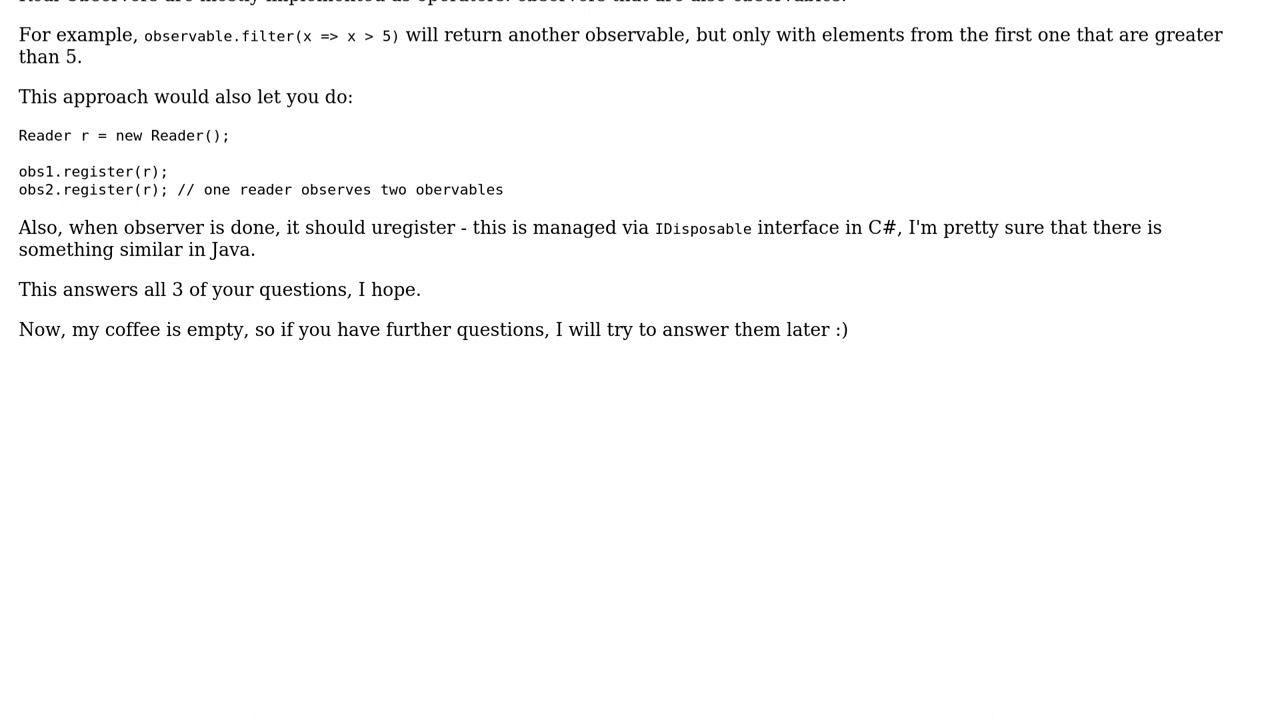 For example, observable.filter(x => x > 5) will return another observable, but only with elements from the first one that are greater
than 5.
This approach would also let you do:
Reader r = new Reader();
obs1.register(r);
obs2.register(r); // one reader observes two obervables
Also, when observer is done, it should uregister - this is managed via IDisposable interface in C#, I'm pretty sure that there is
something similar in Java.
This answers all 3 of your questions, I hope.
Now, my coffee is empty, so if you have further questions, I will try to answer them later :)